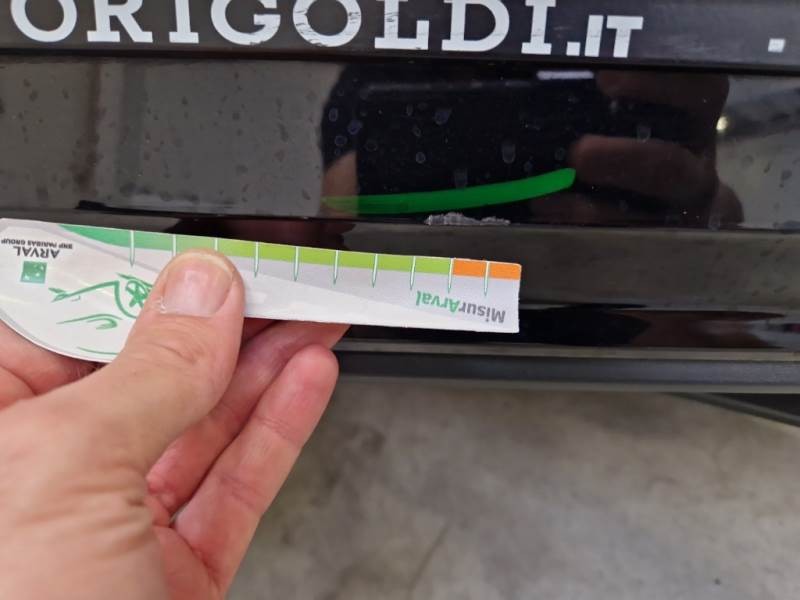 ORIGOLDI.IT
ARVAL
BNP PARIBAS GROUP
MisurArval